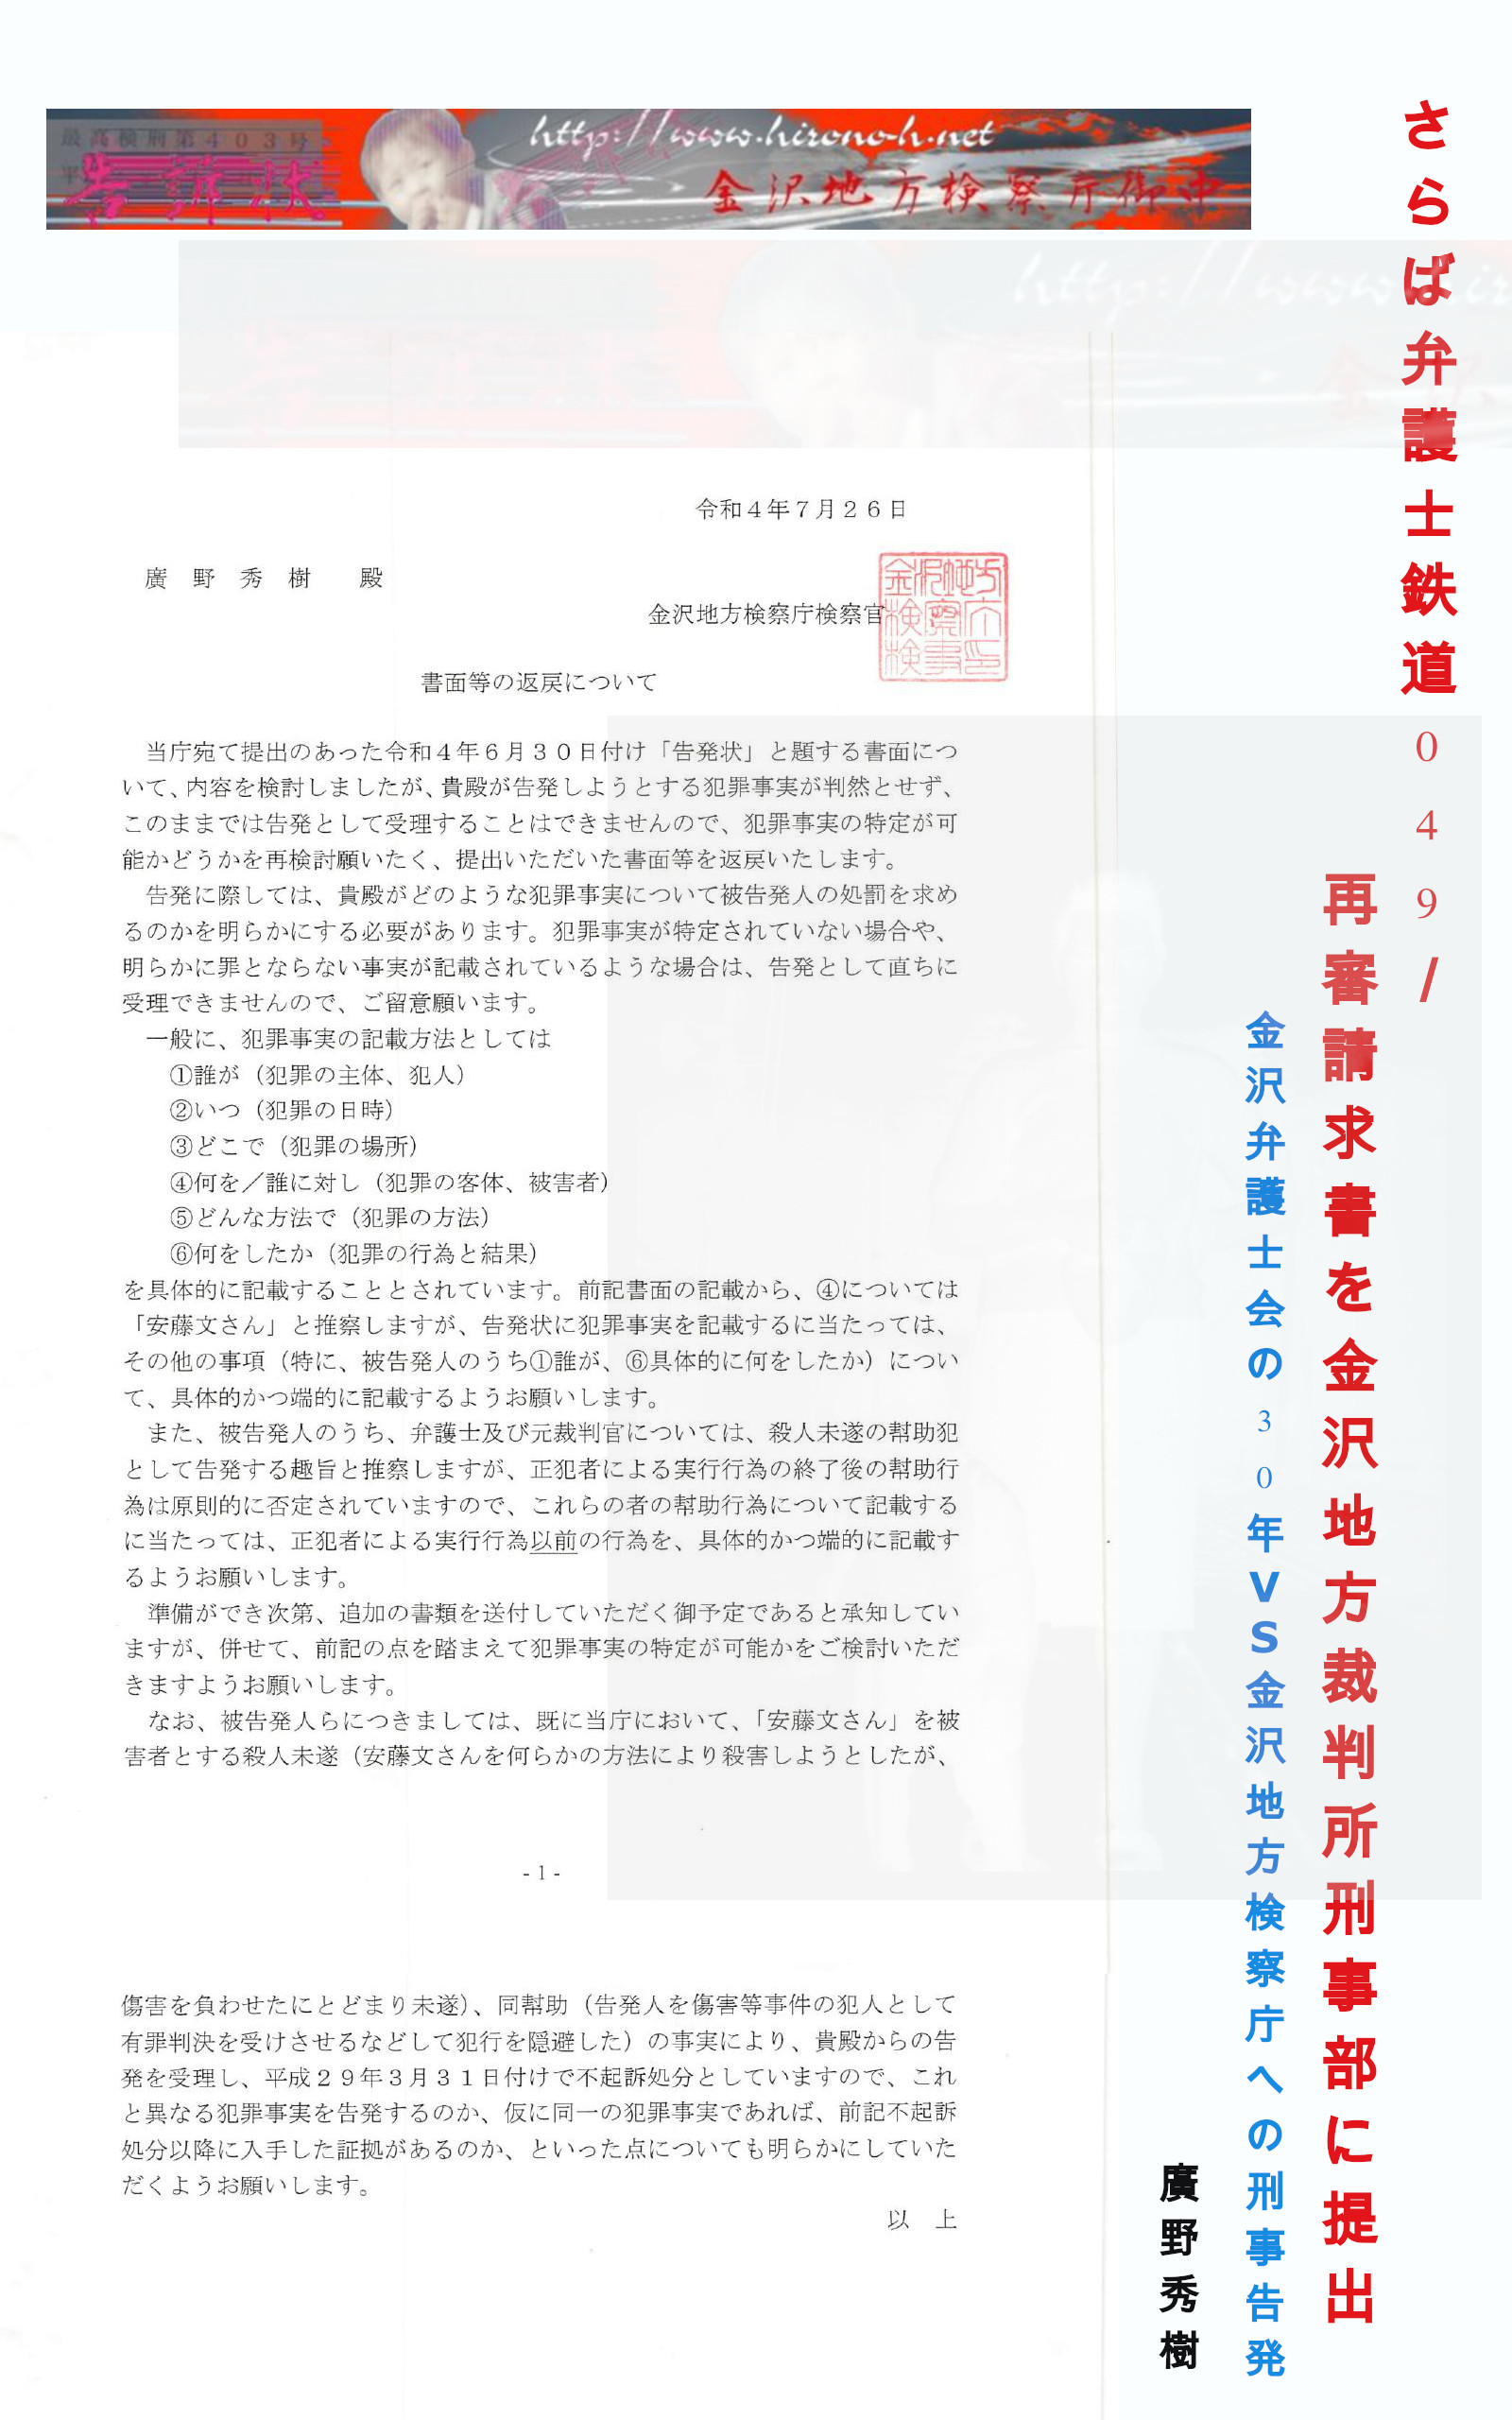 さらば弁護士鉄道049/
再審請求書を金沢地方裁判所刑事部に提出
金沢弁護士会の30年VS金沢地方検察庁への刑事告発
廣野秀樹
最高検刑第403号
告訴状
http://www.hirono-h.net
金沢地方検察庁御中
令和4年7月26日
廣野秀樹 殿
金沢地方検察庁検察官
書面等の返戻について
当庁宛て提出のあった令和4年6月30日付け「告発状」と題する書面につ
いて、内容を検討しましたが、貴殿が告発しようとする犯罪事実が判然とせず、
このままでは告発として受理することはできませんので、犯罪事実の特定が可
能かどうかを再検討願いたく、提出いただいた書面等を返戻いたします。
告発に際しては、貴殿がどのような犯罪事実について被告発人の処罰を求め
るのかを明らかにする必要があります。犯罪事実が特定されていない場合や、
明らかに罪とならない事実が記載されているような場合は、告発として直ちに
受理できませんので、ご留意願います。
一般に、犯罪事実の記載方法としては
①誰が(犯罪の主体、犯人)
②いつ(犯罪の日時)
③どこで(犯罪の場所)
④何を/誰に対し(犯罪の客体、被害者)
⑤どんな方法で(犯罪の方法)
⑥何をしたか(犯罪の行為と結果)
を具体的に記載することとされています。前記書面の記載から、④については
「安藤文さん」と推察しますが、告発状に犯罪事実を記載するに当たっては、
その他の事項(特に、被告発人のうち①誰が、⑥具体的に何をしたか)につい
て、具体的かつ端的に記載するようお願いします。
また、被告発人のうち、弁護士及び元裁判官については、殺人未遂の幇助犯
として告発する趣旨と推察しますが、正犯者による実行行為の終了後の幇助行
為は原則的に否定されていますので、これらの者の幇助行為について記載する
に当たっては、正犯者による実行行為以前の行為を、具体的かつ端的に記載す
るようお願いします。
準備ができ次第、追加の書類を送付していただく御予定であると承知してい
ますが、併せて、前記の点を踏まえて犯罪事実の特定が可能かをご検討いただ
きますようお願いします。
なお、被告発人らにつきましては、既に当庁において、「安藤文さん」を被
害者とする殺人未遂(安藤文さんを何らかの方法により殺害しようとしたが、
- 1 -
傷害を負わせたにとどまり未遂)、同幇助(告発人を傷害等事件の犯人として
有罪判決を受けさせるなどして犯行を隠避した)の事実により、貴殿からの告
発を受理し、平成29年3月31日付けで不起訴処分としていますので、これ
と異なる犯罪事実を告発するのか、仮に同一の犯罪事実であれば、前記不起訴
処分以降に入手した証拠があるのか、といった点についても明らかにしていた
だくようお願いします。
以 上